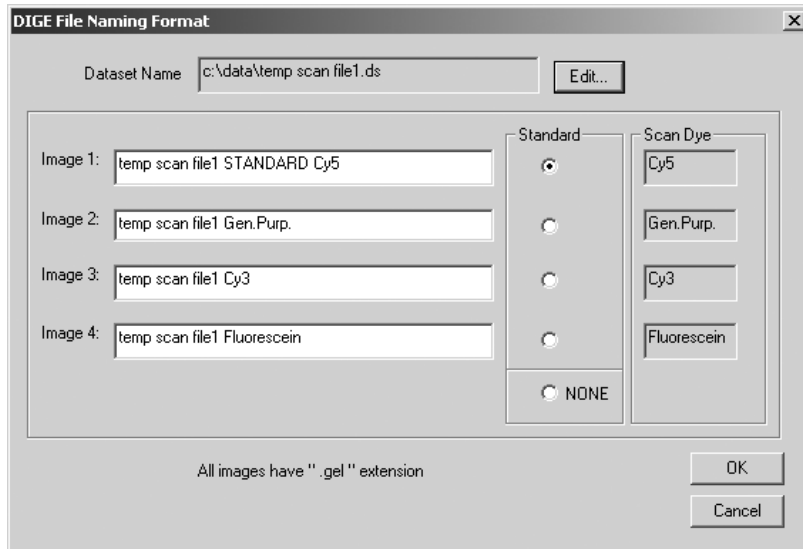 DIGE File Naming Format
Dataset Name c:\data\temp scan file1.ds Edit...
Standard Scan Dye
Image 1: temp scan file1 STANDARD Cy5 Cy5
Image 2: temp scan file1 Gen.Purp. Gen.Purp.
Image 3: temp scan file1 Cy3 Cy3
Image 4: temp scan file1 Fluorescein Fluorescein
NONE
All images have " .gel " extension
OK
Cancel